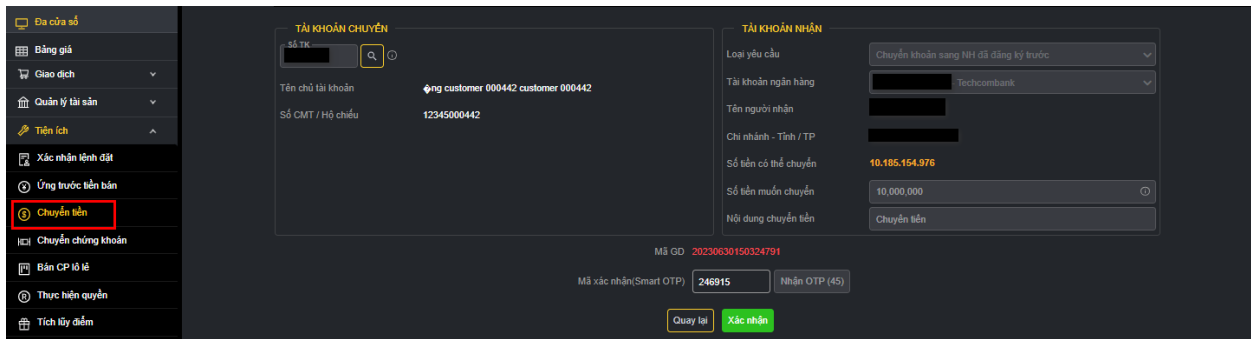 Đa cửa sổ
Bảng giá
Giao dịch
Quản lý tài sản
Tiện ích
Xác nhận lệnh đặt
Ứng trước tiền bán
Chuyển tiền
Chuyển chứng khoán
Bán CP lô lẻ
Thực hiện quyền
Tích lũy điểm
TÀI KHOẢN CHUYỂN
Số TK
Tên chủ tài khoản �ng customer 000442 customer 000442
Số CMT / Hộ chiếu 12345000442
TÀI KHOẢN NHẬN
Loại yêu cầu Chuyển khoản sang NH đã đăng ký trước
Tài khoản ngân hàng Techcombank
Tên người nhận
Chi nhánh - Tỉnh / TP
Số tiền có thể chuyển 10.185.154.976
Số tiền muốn chuyển 10,000,000
Nội dung chuyển tiền Chuyển tiền
Mã GD 20230630150324791
Mã xác nhận(Smart OTP) 246915 Nhận OTP (45)
Quay lại Xác nhận